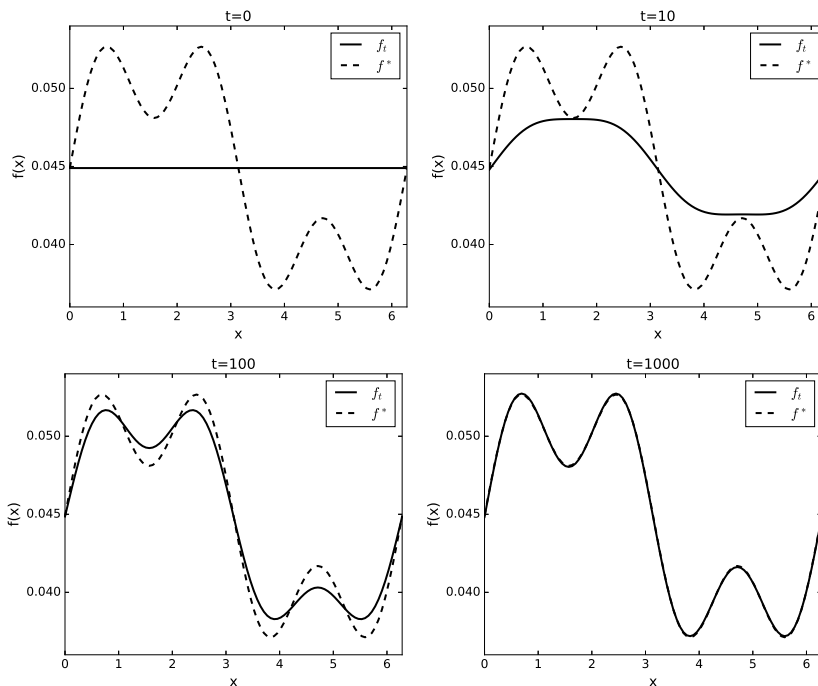 t=0
f(x)
0.050
0.045
0.040
0 1 2 3 4 5 6
x
f_t
f*
t=10
f(x)
0.050
0.045
0.040
0 1 2 3 4 5 6
x
f_t
f*
t=100
f(x)
0.050
0.045
0.040
0 1 2 3 4 5 6
x
f_t
f*
t=1000
f(x)
0.050
0.045
0.040
0 1 2 3 4 5 6
x
f_t
f*